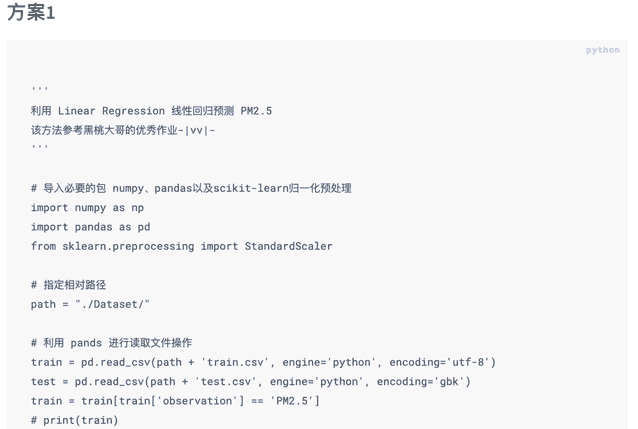 方案1
python
'''
利用 Linear Regression 线性回归预测 PM2.5
该方法参考黑桃大哥的优秀作业-|vv|-
'''
# 导入必要的包 numpy、pandas以及scikit-learn归一化预处理
import numpy as np
import pandas as pd
from sklearn.preprocessing import StandardScaler
# 指定相对路径
path = "./Dataset/"
# 利用 pands 进行读取文件操作
train = pd.read_csv(path + 'train.csv', engine='python', encoding='utf-8')
test = pd.read_csv(path + 'test.csv', engine='python', encoding='gbk')
train = train[train['observation'] == 'PM2.5']
# print(train)